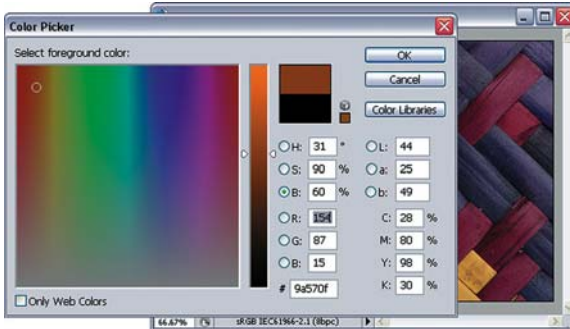 Color Picker
Select foreground color:
OK
Cancel
Color Libraries
H: 31 °
S: 90 %
B: 60 %
R: 154
G: 87
B: 15
# 9a570f
L: 44
a: 25
b: 49
C: 28 %
M: 80 %
Y: 98 %
K: 30 %
Only Web Colors
66.67% sRGB IEC61966-2.1 (8bpc)